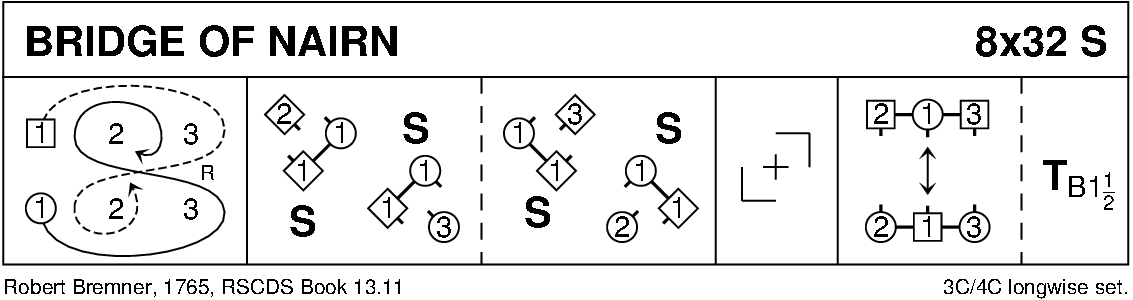 BRIDGE OF NAIRN 8x32 S
1 2 3 R 1 2 3
2 1 1 S S 1 1 3
1 3 1 S S 1 2 1
2 1 3
2 1 3
T B1 1/2
Robert Bremner, 1765, RSCDS Book 13.11 3C/4C longwise set.